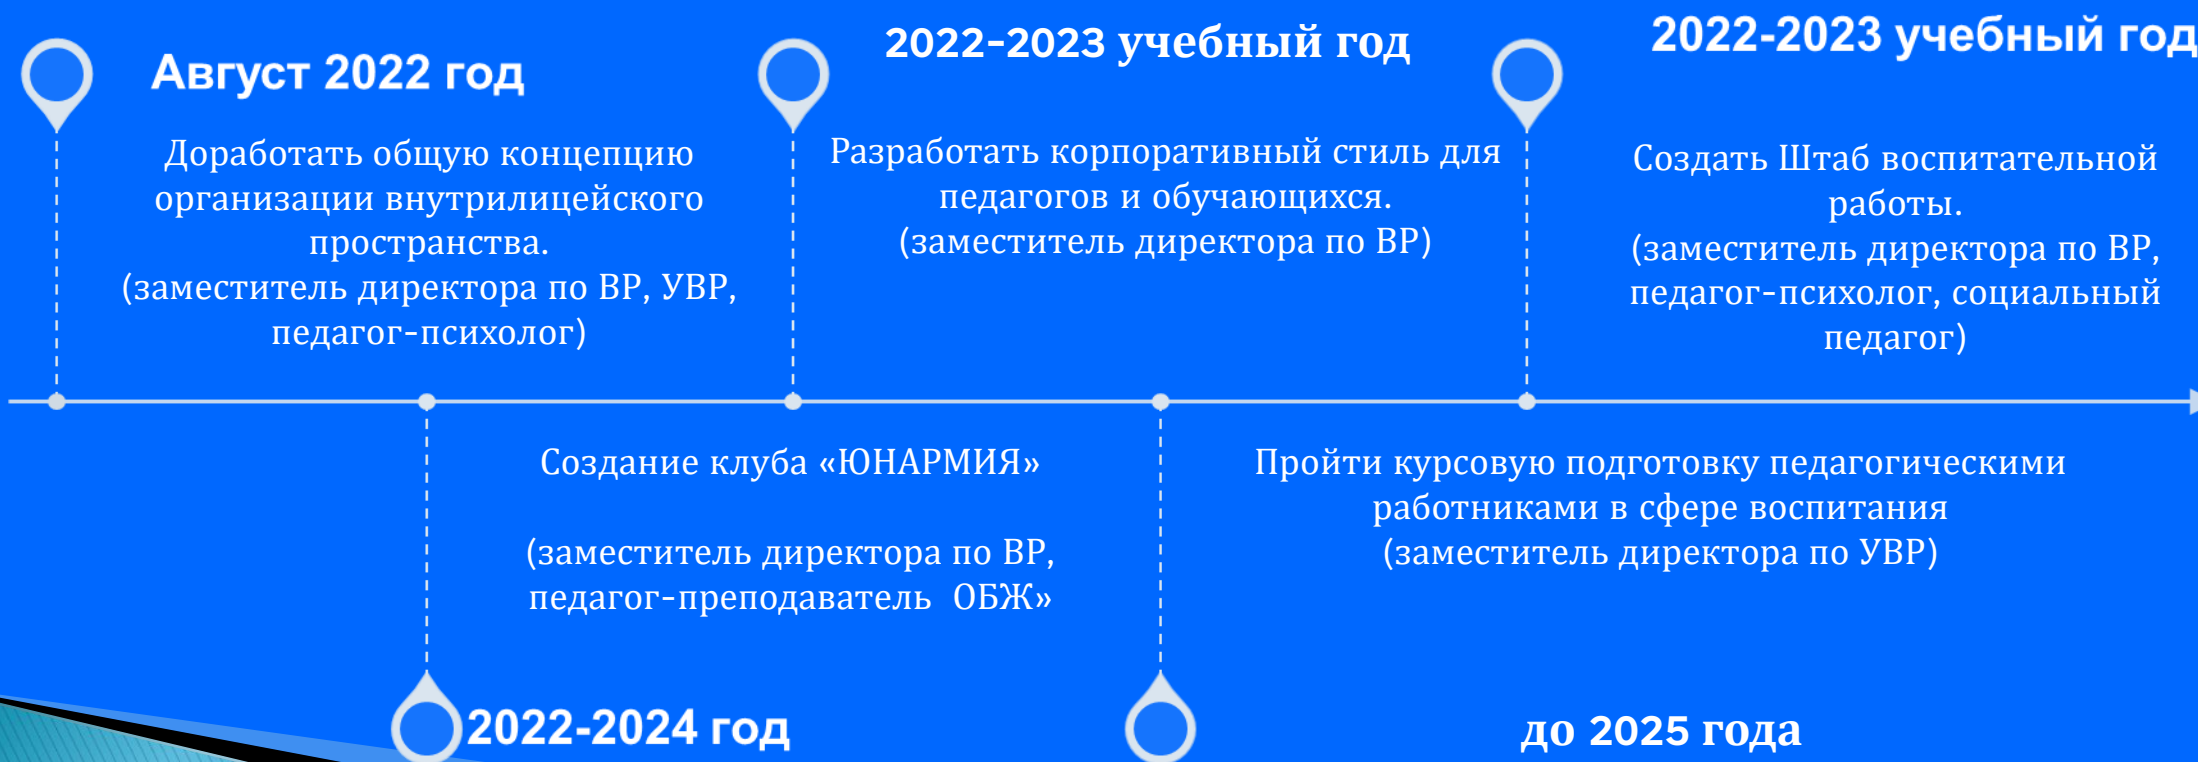 Август 2022 год
Доработать общую концепцию
организации внутрилицейского
пространства.
(заместитель директора по ВР, УВР,
педагог-психолог)
2022-2023 учебный год
Разработать корпоративный стиль для
педагогов и обучающихся.
(заместитель директора по ВР)
2022-2023 учебный год
Создать Штаб воспитательной
работы.
(заместитель директора по ВР,
педагог-психолог, социальный
педагог)
Создание клуба «ЮНАРМИЯ»
(заместитель директора по ВР,
педагог-преподаватель  ОБЖ»
2022-2024 год
Пройти курсовую подготовку педагогическими
работниками в сфере воспитания
(заместитель директора по УВР)
до 2025 года